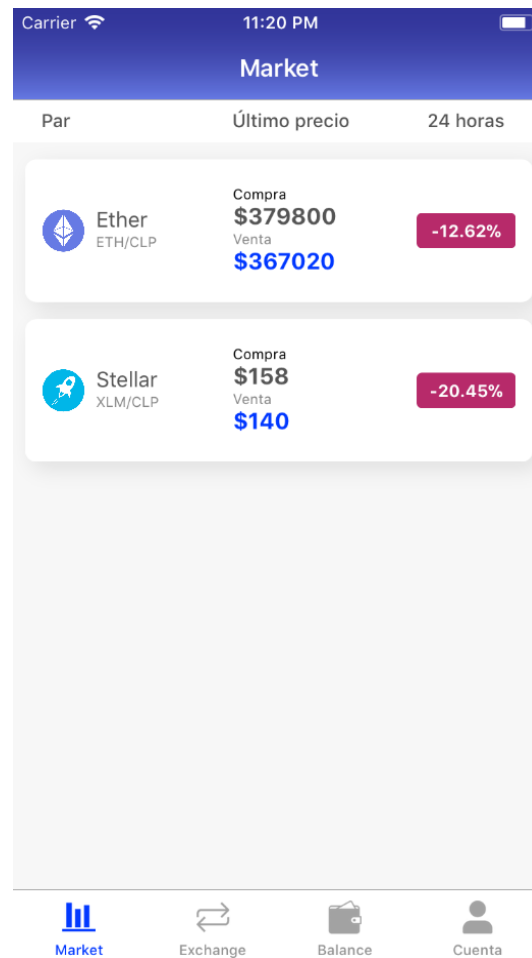 Carrier 11:20 PM
Market
Par Último precio 24 horas
Ether
ETH/CLP
Compra
$379800
Venta
$367020
-12.62%
Stellar
XLM/CLP
Compra
$158
Venta
$140
-20.45%
Market Exchange Balance Cuenta